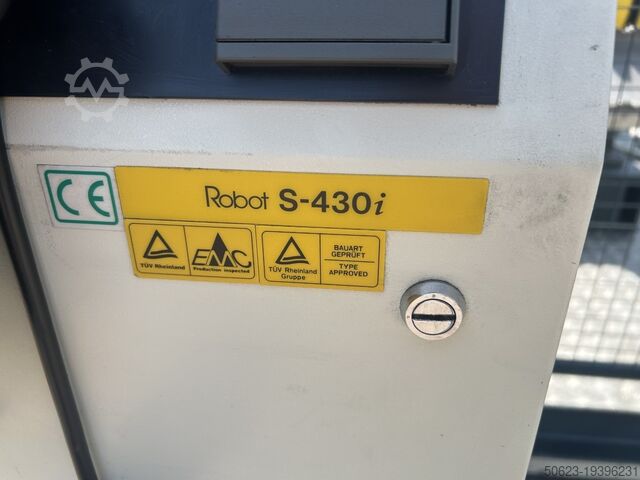 CE
Robot S-430i
TÜV Rheinland
EMC
Production inspected
TÜV Rheinland
Gruppe
BAUART
GEPRÜFT
TYPE
APPROVED
50623-19396231